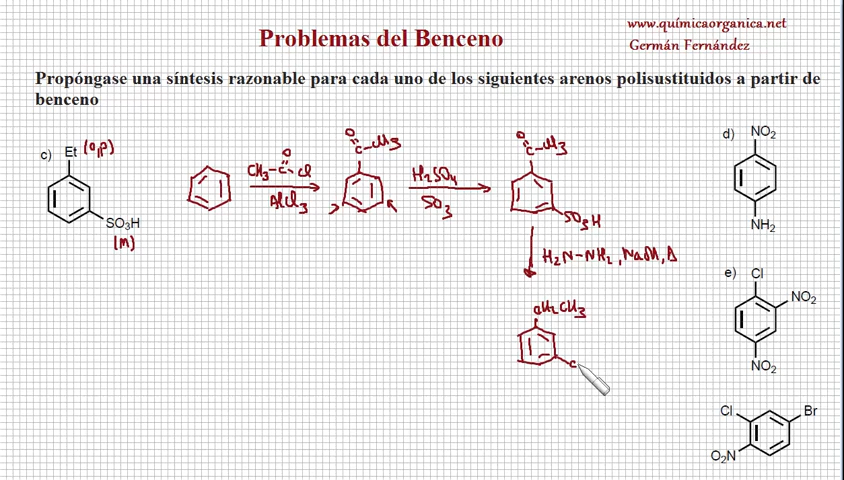 www.químicaorganica.net
Problemas del Benceno
Germán Fernández
Propóngase una síntesis razonable para cada uno de los siguientes arenos polisustituidos a partir de
benceno
c) Et (o,p)
SO3H
(m)
CH3-C-Cl
O
AlCl3
O
C-CH3
H2SO4
SO3
O
C-CH3
SO3H
H2N-NH2, NaOH, Δ
CH2CH3
d) NO2
NH2
e) Cl
NO2
NO2
Cl
Br
O2N